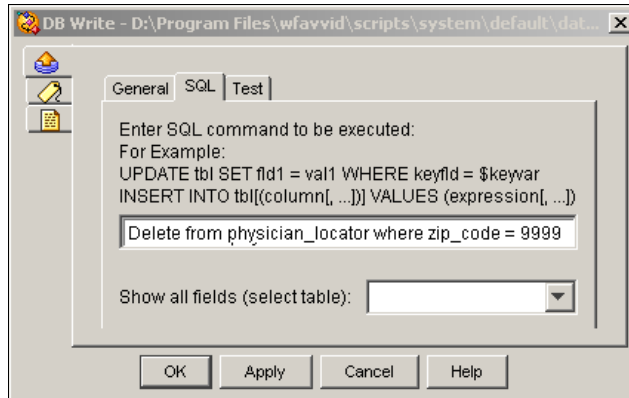 DB Write - D:\Program Files\wfavvid\scripts\system\default\dat...
General SQL Test
Enter SQL command to be executed:
For Example:
UPDATE tbl SET fld1 = val1 WHERE keyfld = $keyvar
INSERT INTO tbl[(column[, ...])] VALUES (expression[, ...])
Delete from physician_locator where zip_code = 9999
Show all fields (select table):
OK Apply Cancel Help